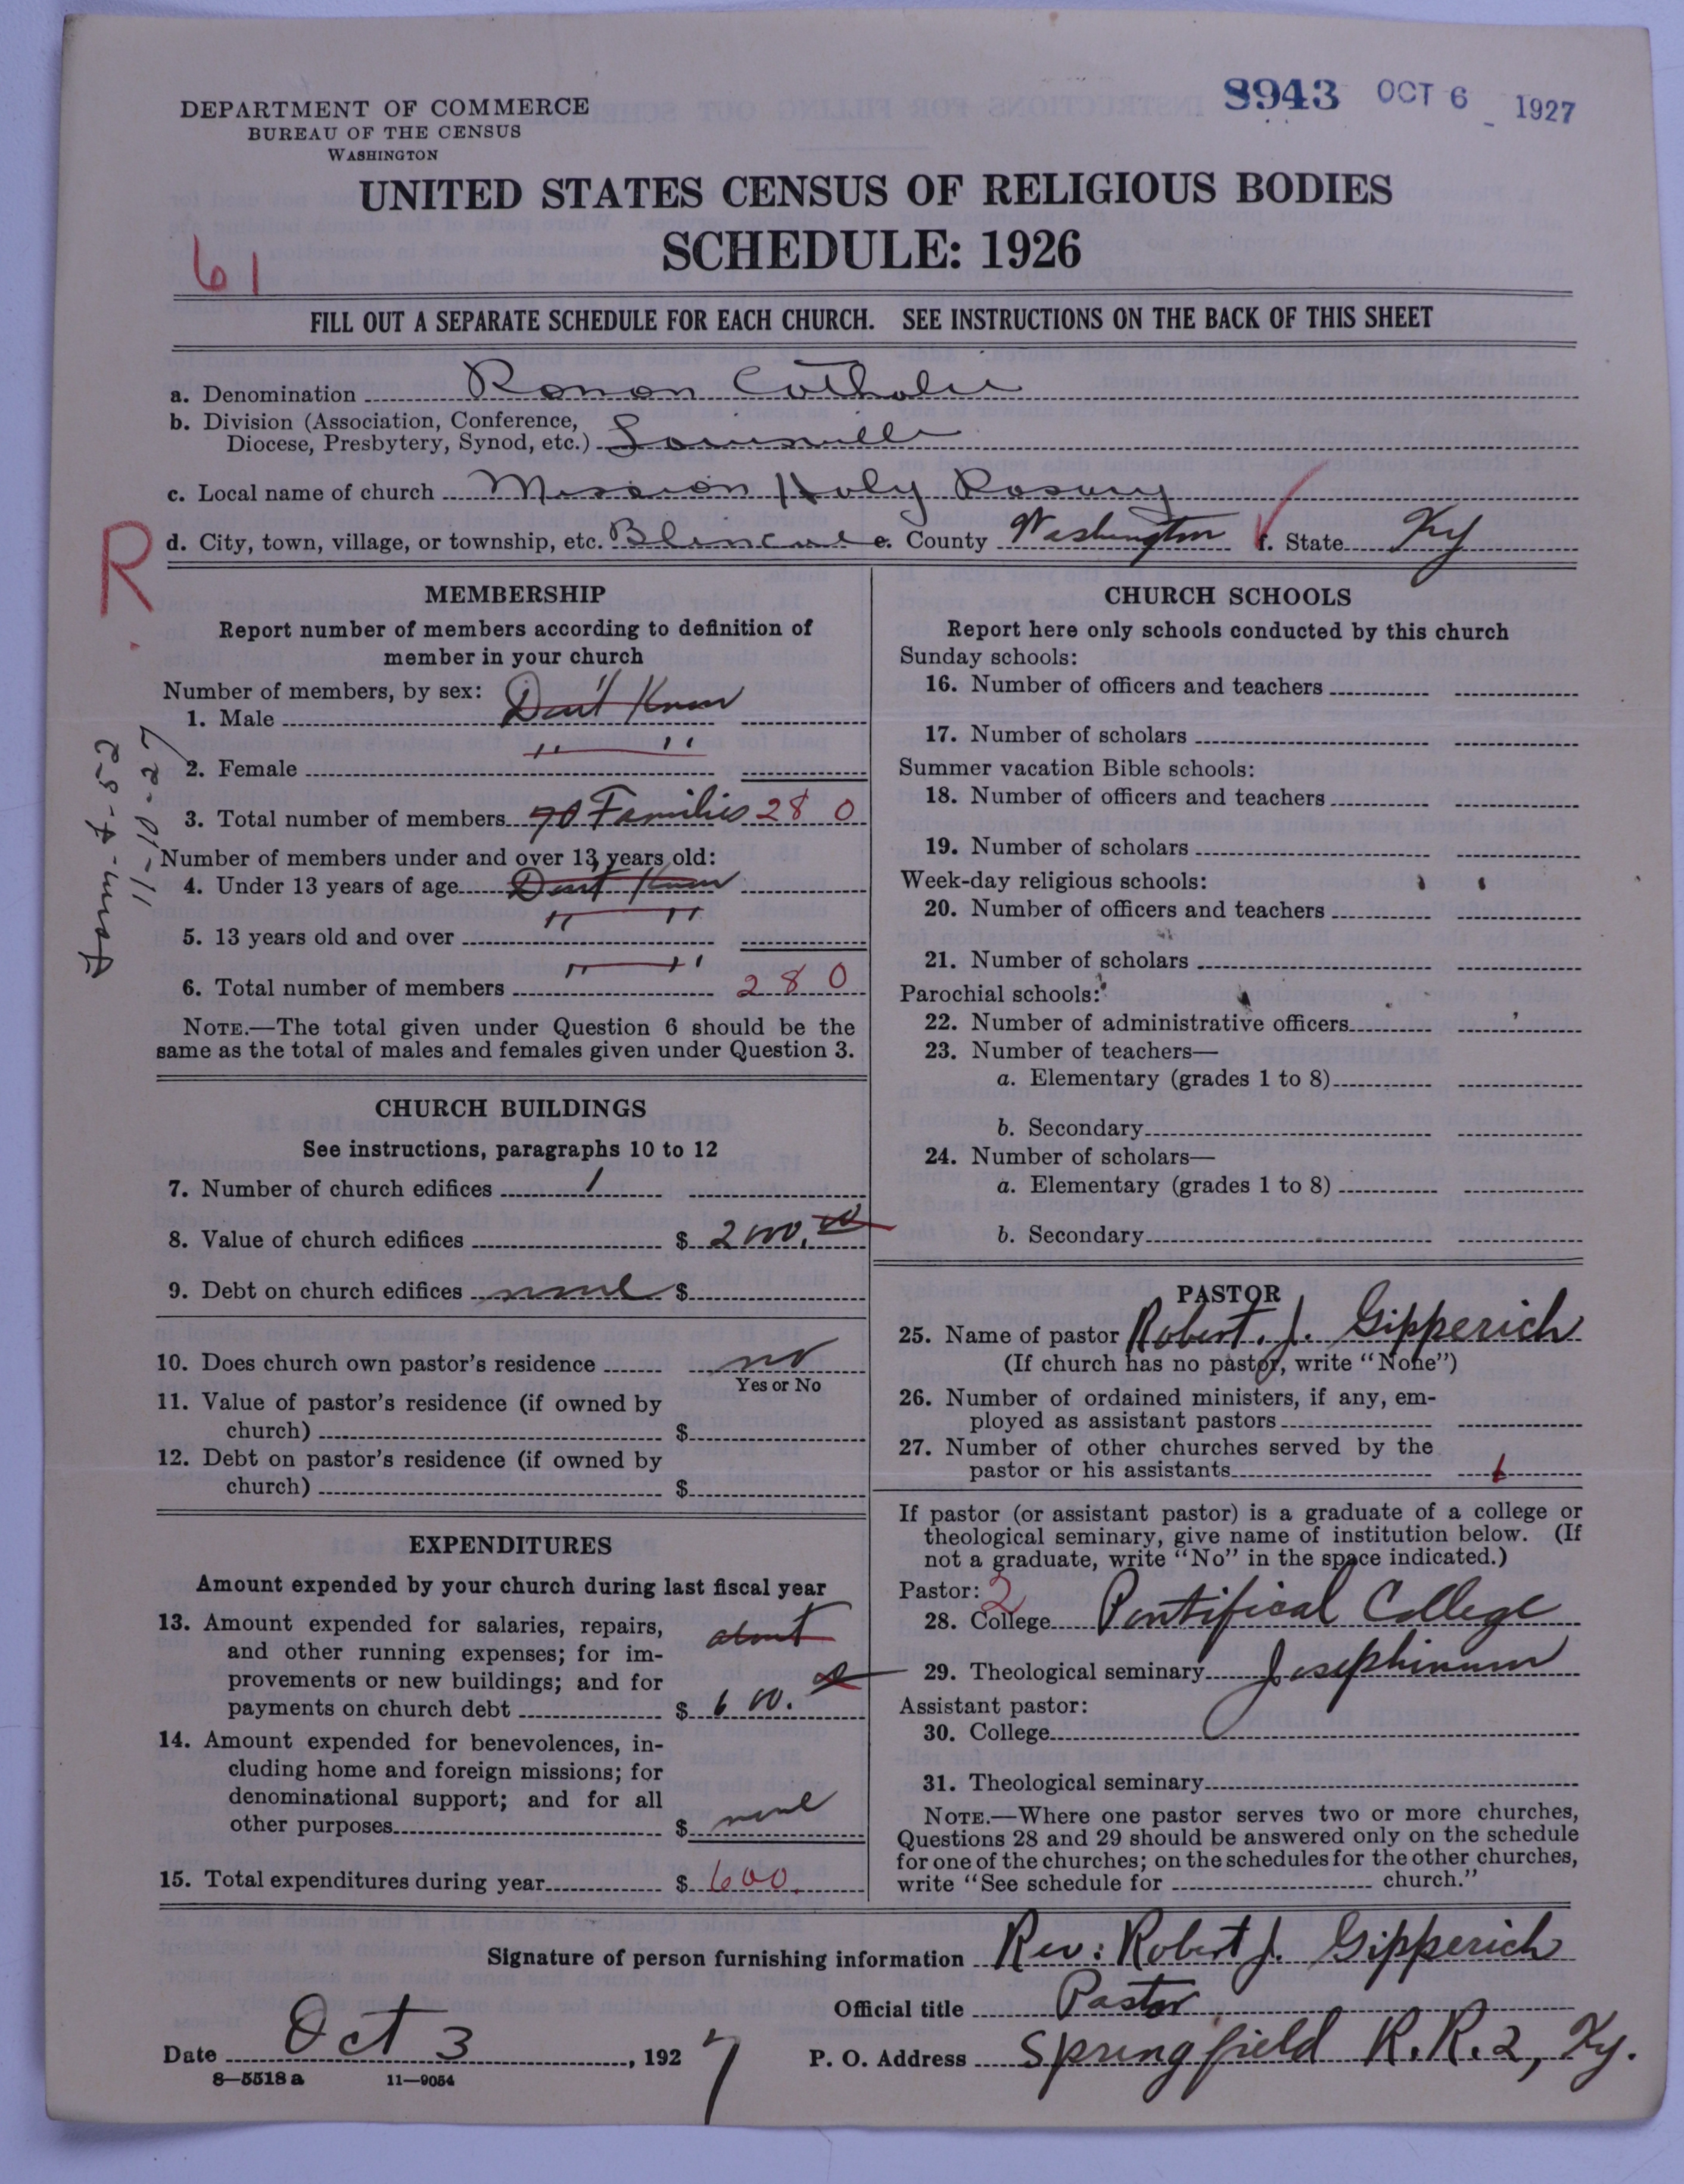 8943 OCT 6 1927
DEPARTMENT OF COMMERCE
BUREAU OF THE CENSUS
WASHINGTON
UNITED STATES CENSUS OF RELIGIOUS BODIES
SCHEDULE: 1926
61
FILL OUT A SEPARATE SCHEDULE FOR EACH CHURCH. SEE INSTRUCTIONS ON THE BACK OF THIS SHEET
a. Denomination Roman Catholic
b. Division (Association, Conference,
Diocese, Presbytery, Synod, etc.) Louisville
c. Local name of church Mission Holy Rosary
d. City, town, village, or township, etc. e. County Washington f. State Ky
R
MEMBERSHIP
Report number of members according to definition of
member in your church
Number of members, by sex:
1. Male Don't Know
2. Female " "
3. Total number of members 70 Families 280
Number of members under and over 13 years old:
4. Under 13 years of age Don't Know
5. 13 years old and over " "
6. Total number of members " " 280
NOTE.—The total given under Question 6 should be the
same as the total of males and females given under Question 3.
11-10-27
CHURCH BUILDINGS
See instructions, paragraphs 10 to 12
7. Number of church edifices 1
8. Value of church edifices $ 2000.00
9. Debt on church edifices none $
10. Does church own pastor's residence no
Yes or No
11. Value of pastor's residence (if owned by
church) $
12. Debt on pastor's residence (if owned by
church) $
EXPENDITURES
Amount expended by your church during last fiscal year
13. Amount expended for salaries, repairs,
and other running expenses; for im-
provements or new buildings; and for
payments on church debt about $ 600.
14. Amount expended for benevolences, in-
cluding home and foreign missions; for
denominational support; and for all
other purposes $ none
15. Total expenditures during year $ 600.
CHURCH SCHOOLS
Report here only schools conducted by this church
Sunday schools:
16. Number of officers and teachers
17. Number of scholars
Summer vacation Bible schools:
18. Number of officers and teachers
19. Number of scholars
Week-day religious schools:
20. Number of officers and teachers
21. Number of scholars
Parochial schools:
22. Number of administrative officers
23. Number of teachers—
a. Elementary (grades 1 to 8)
b. Secondary
24. Number of scholars—
a. Elementary (grades 1 to 8)
b. Secondary
PASTOR
25. Name of pastor Robert. J. Gipperich
(If church has no pastor, write "None")
26. Number of ordained ministers, if any, em-
ployed as assistant pastors
27. Number of other churches served by the
pastor or his assistants 1
If pastor (or assistant pastor) is a graduate of a college or
theological seminary, give name of institution below. (If
not a graduate, write "No" in the space indicated.)
Pastor: 2
28. College Pontifical College
29. Theological seminary Josephinum
Assistant pastor:
30. College
31. Theological seminary
NOTE.—Where one pastor serves two or more churches,
Questions 28 and 29 should be answered only on the schedule
for one of the churches; on the schedules for the other churches,
write "See schedule for church."
Signature of person furnishing information Rev: Robert J. Gipperich
Official title Pastor
Date Oct 3, 1927 P. O. Address Springfield R.R. 2, Ky.
8—5518 a 11—9054